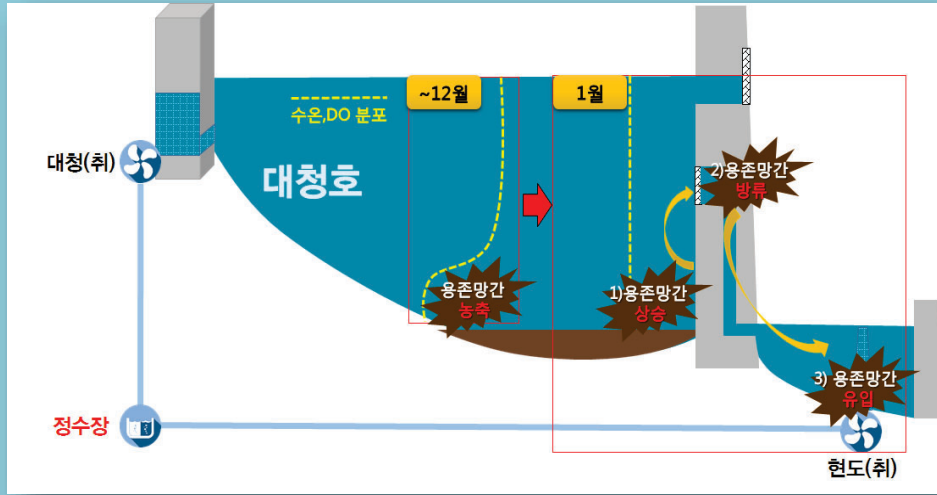 ~12월
1월
수온,DO 분포
대청(취)
대청호
2)용존망간
방류
용존망간
농축
1)용존망간
상승
3) 용존망간
유입
정수장
현도(취)